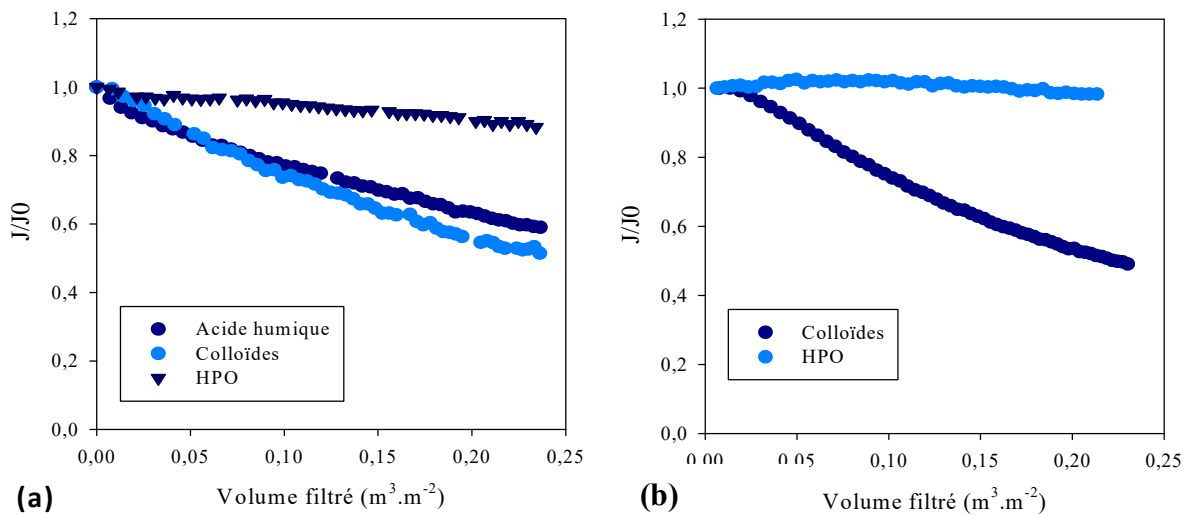 1,2
1,0
0,8
0,6
0,4
0,2
0,0
J/J0
Acide humique
Colloïdes
HPO
0,00 0,05 0,10 0,15 0,20 0,25
Volume filtré (m³.m⁻²)
(a)
1,2
1,0
0,8
0,6
0,4
0,2
0,0
J/J0
Colloïdes
HPO
0.00 0,05 0,10 0,15 0,20 0,25
Volume filtré (m³.m⁻²)
(b)